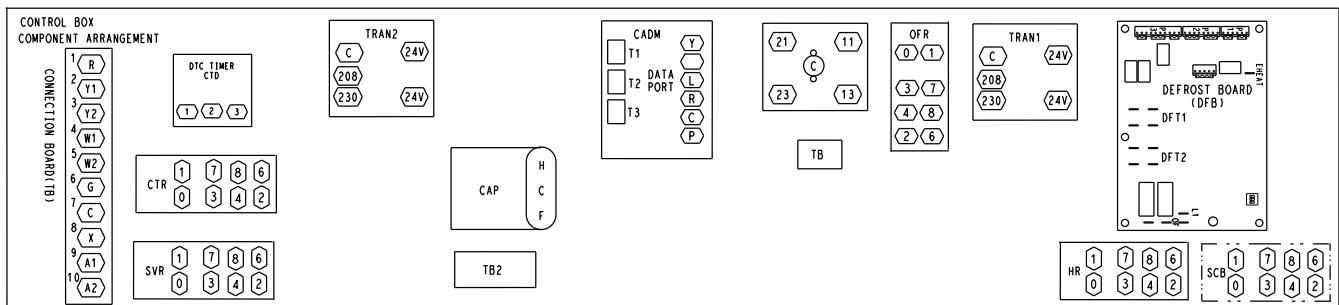 CONTROL BOX
COMPONENT ARRANGEMENT
CONNECTION BOARD(TB)
1 R
2 Y1
3 Y2
4 W1
5 W2
6 G
7 C
8 X
9 A1
10 A2
DTC TIMER
CTD
1 2 3
CTR
1 7 8 6
0 3 4 2
SVR
1 7 8 6
0 3 4 2
TRAN2
C 24V
208
230 24V
CAP
H
C
F
TB2
CADM
T1
T2
T3
DATA
PORT
Y
L
R
C
P
21 11
C
23 13
TB
OFR
0 1
3 7
4 8
2 6
TRAN1
C 24V
208
230 24V
EHEAT
DEFROST BOARD
(DFB)
DFT1
DFT2
L1
HR
1 7 8 6
0 3 4 2
SCB
1 7 8 6
0 3 4 2